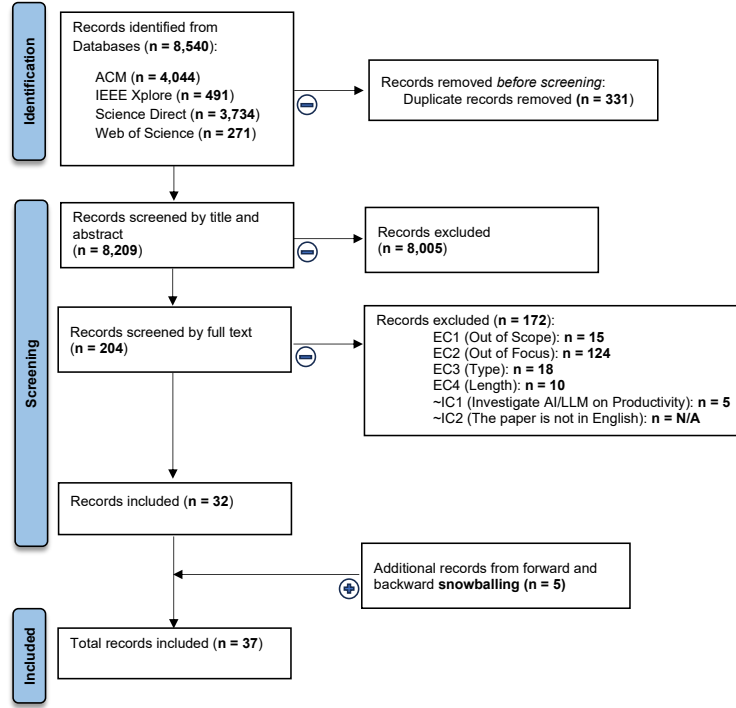 Identification
Records identified from
Databases (n = 8,540):
ACM (n = 4,044)
IEEE Xplore (n = 491)
Science Direct (n = 3,734)
Web of Science (n = 271)
Records removed before screening:
Duplicate records removed (n = 331)
Screening
Records screened by title and
abstract
(n = 8,209)
Records excluded
(n = 8,005)
Records screened by full text
(n = 204)
Records excluded (n = 172):
EC1 (Out of Scope): n = 15
EC2 (Out of Focus): n = 124
EC3 (Type): n = 18
EC4 (Length): n = 10
~IC1 (Investigate AI/LLM on Productivity): n = 5
~IC2 (The paper is not in English): n = N/A
Records included (n = 32)
Additional records from forward and
backward snowballing (n = 5)
Included
Total records included (n = 37)